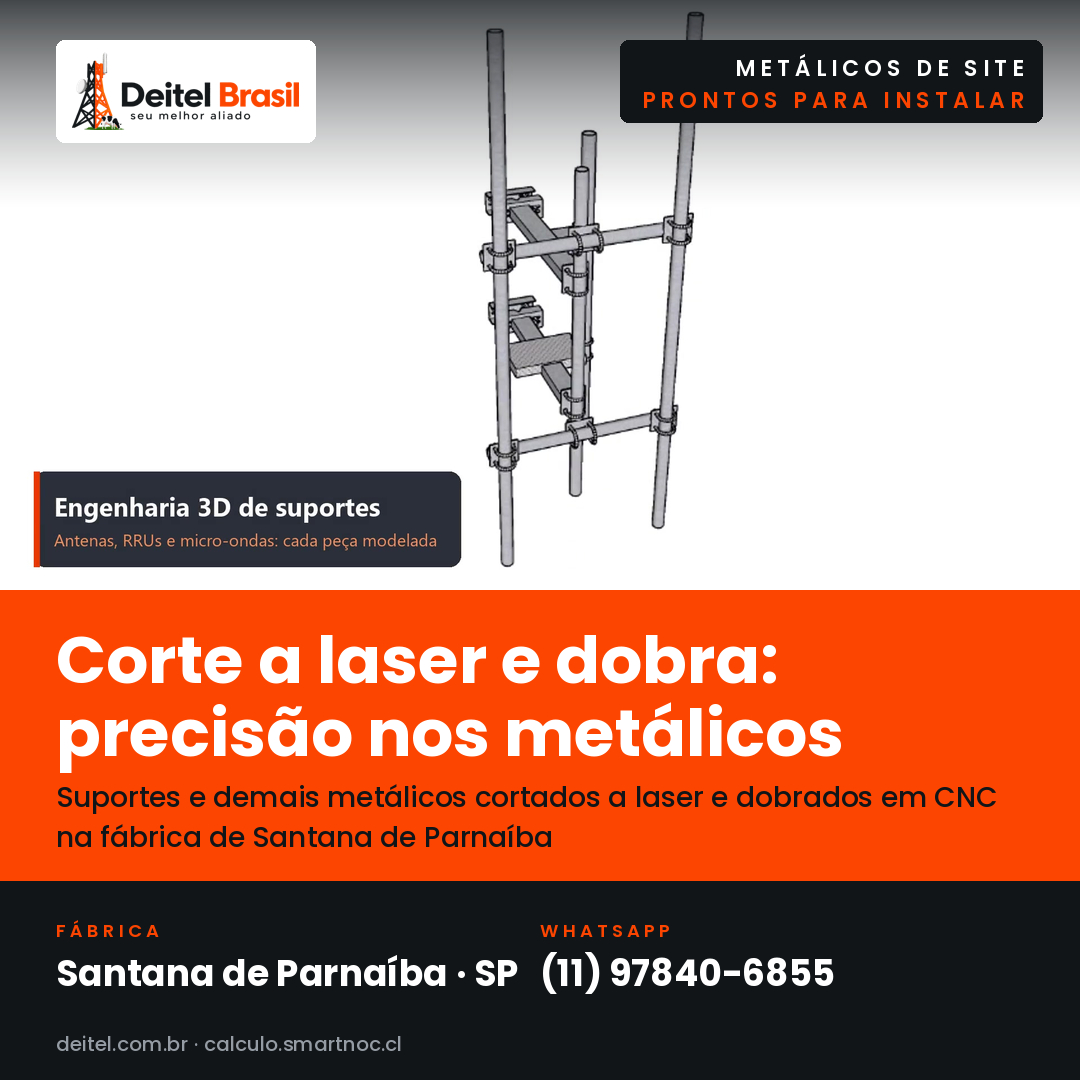 Deitel Brasil
seu melhor aliado
METÁLICOS DE SITE
PRONTOS PARA INSTALAR
Engenharia 3D de suportes
Antenas, RRUs e micro-ondas: cada peça modelada
Corte a laser e dobra:
precisão nos metálicos
Suportes e demais metálicos cortados a laser e dobrados em CNC
na fábrica de Santana de Parnaíba
FÁBRICA
Santana de Parnaíba · SP
WHATSAPP
(11) 97840-6855
deitel.com.br · calculo.smartnoc.cl